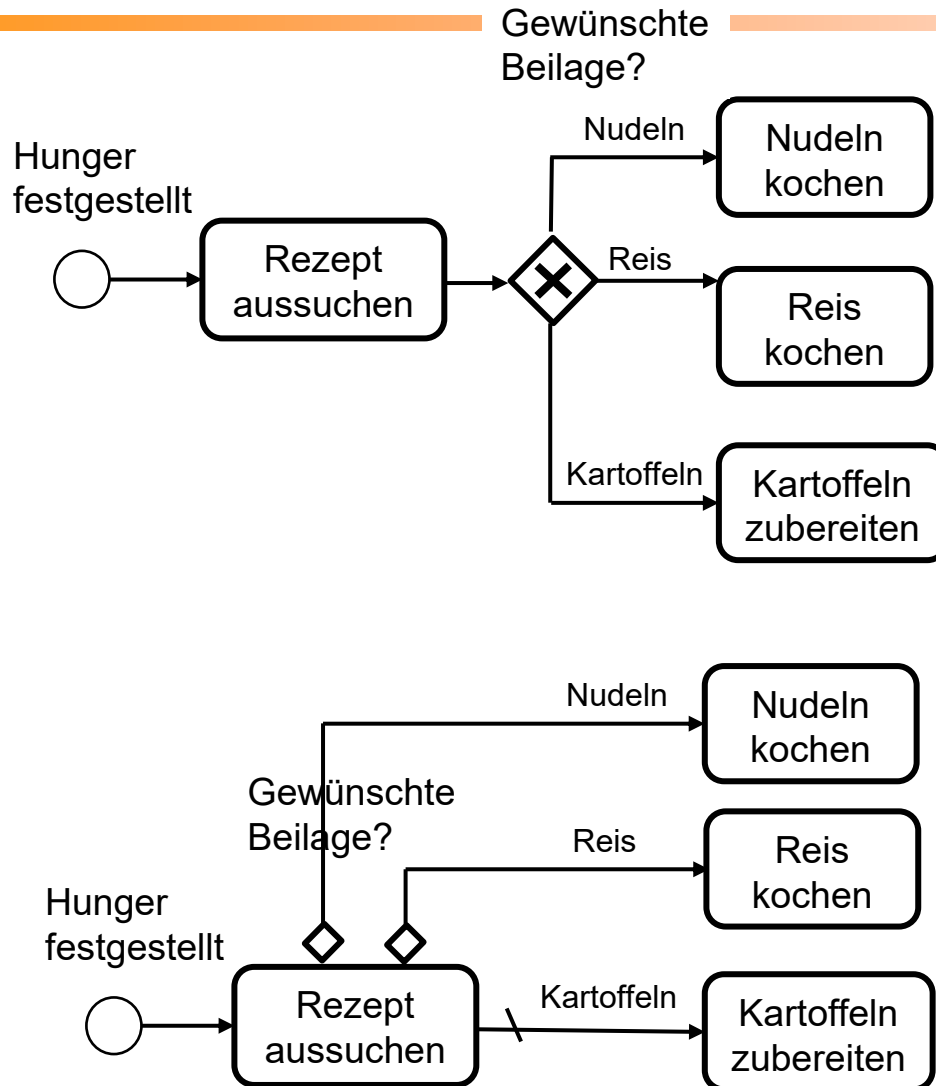 Gewünschte
Beilage?
Nudeln
Nudeln
kochen
Hunger
festgestellt
Rezept
aussuchen
Reis
Reis
kochen
Kartoffeln
Kartoffeln
zubereiten
Nudeln
Nudeln
kochen
Gewünschte
Beilage?
Reis
Reis
kochen
Hunger
festgestellt
Rezept
aussuchen
Kartoffeln
Kartoffeln
zubereiten